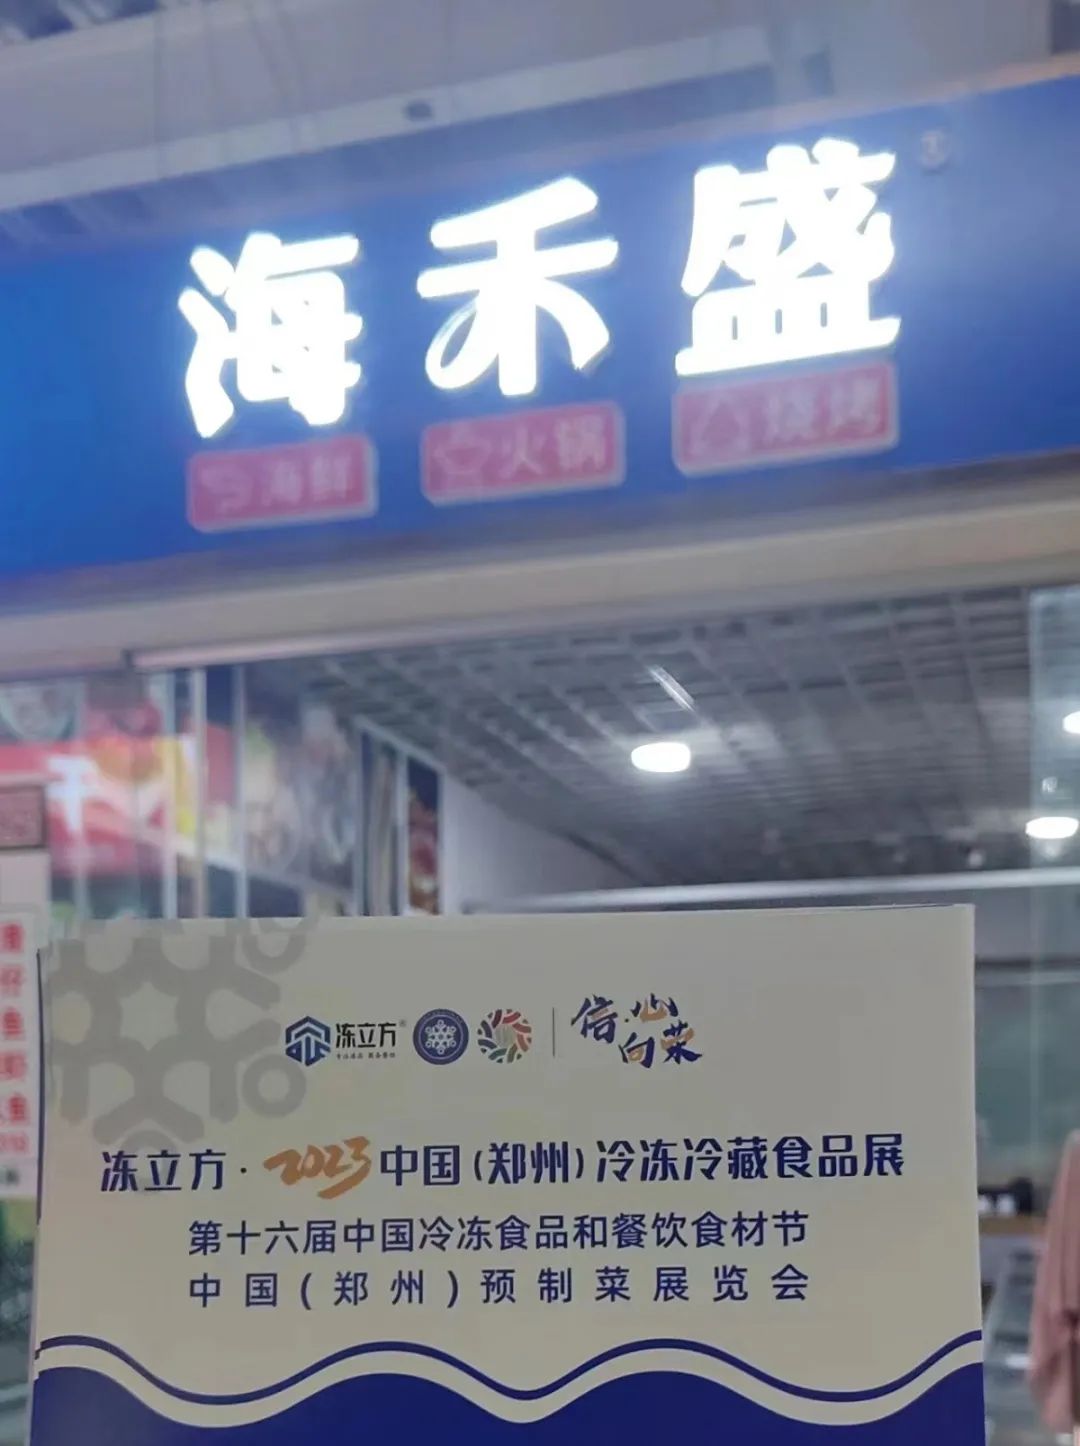 海禾盛
海鲜 火锅 烧烤
干
冻立方® 信·心向菜
冻立方·2023中国(郑州)冷冻冷藏食品展
第十六届中国冷冻食品和餐饮食材节
中国(郑州)预制菜展览会